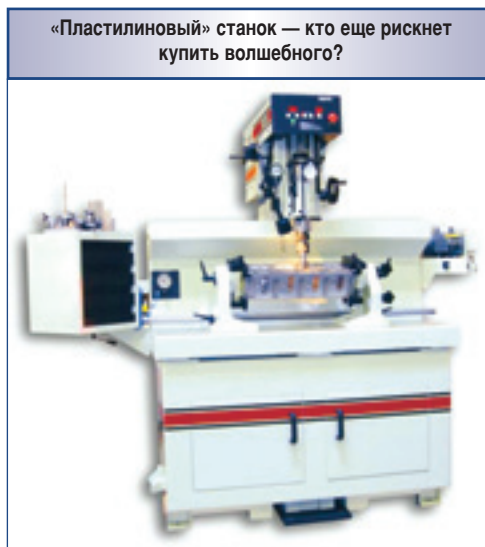 «Пластилиновый» станок — кто еще рискнет
купить волшебного?